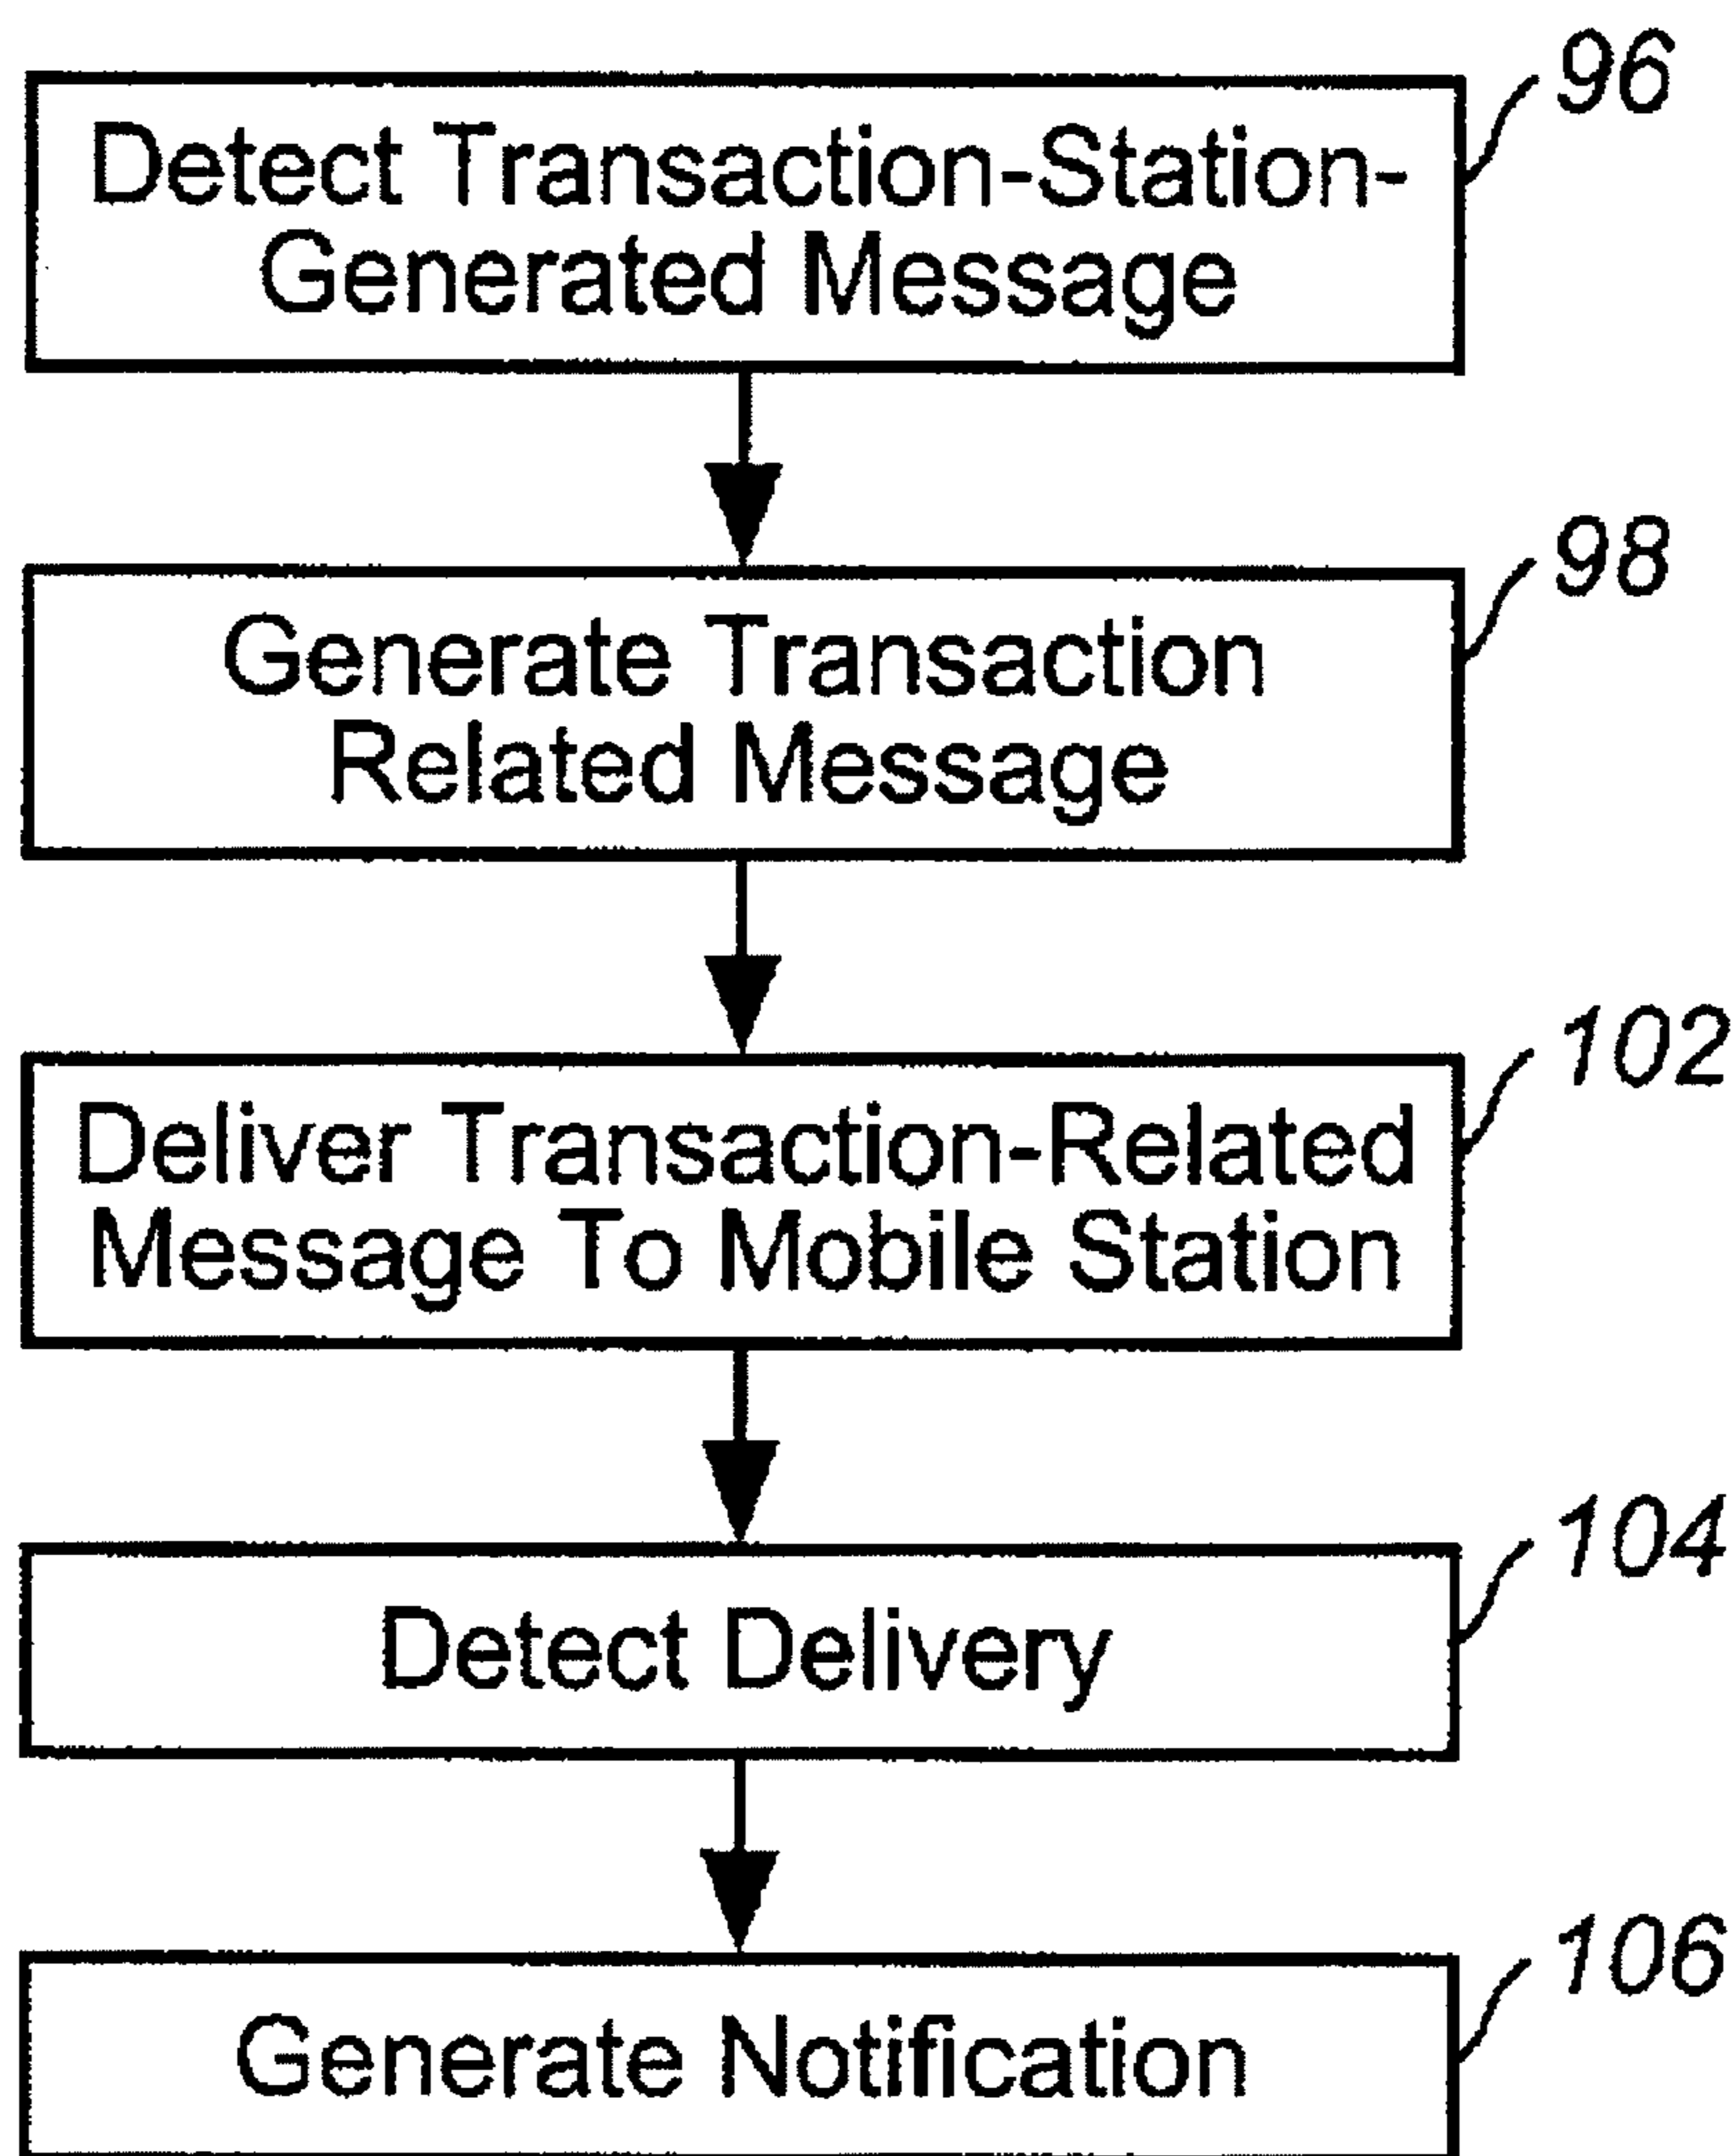 96
Detect Transaction-Station-
Generated Message
98
Generate Transaction
Related Message
102
Deliver Transaction-Related
Message To Mobile Station
104
Detect Delivery
106
Generate Notification